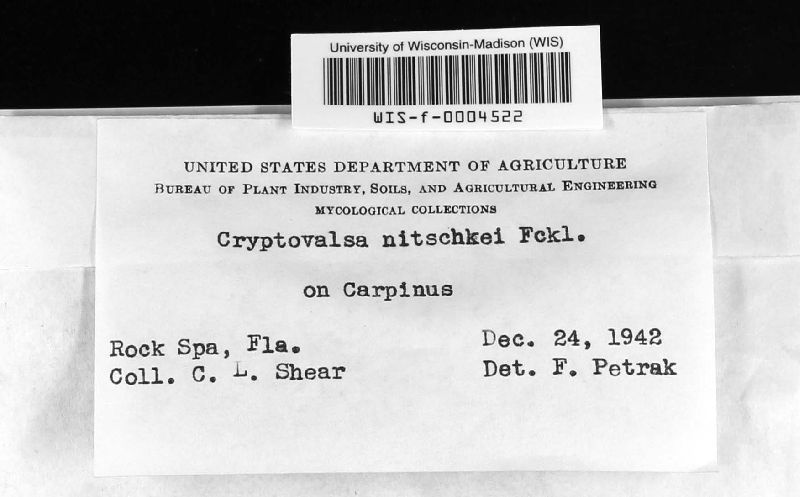 University of Wisconsin-Madison (WIS)
WIS-f-0004522
UNITED STATES DEPARTMENT OF AGRICULTURE
BUREAU OF PLANT INDUSTRY, SOILS, AND AGRICULTURAL ENGINEERING
MYCOLOGICAL COLLECTIONS
Cryptovalsa nitschkei Fckl.
on Carpinus
Rock Spa, Fla. Dec. 24, 1942
Coll. C. L. Shear Det. F. Petrak